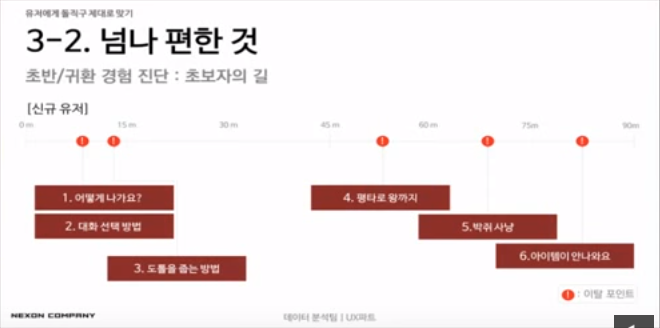 유저에게 돌직구 제대로 맞기
3-2. 넘나 편한 것
초반/귀환 경험 진단 : 초보자의 길
[신규 유저]
0 m 15 m 30 m 45 m 60 m 75m 90m
! ! ! ! !
1. 어떻게 나가요?
4. 평타로 왕까지
2. 대화 선택 방법
5.박쥐 사냥
6.아이템이 안나와요
3. 도톨을 줍는 방법
! : 이탈 포인트
NEXON COMPANY
데이터 분석팀 | UX파트